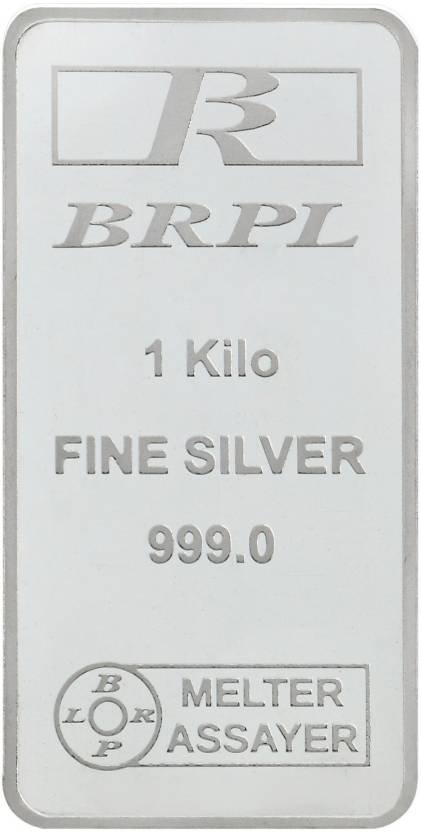 R
BRPL
1 Kilo
FINE SILVER
999.0
B
L R
P
MELTER
ASSAYER